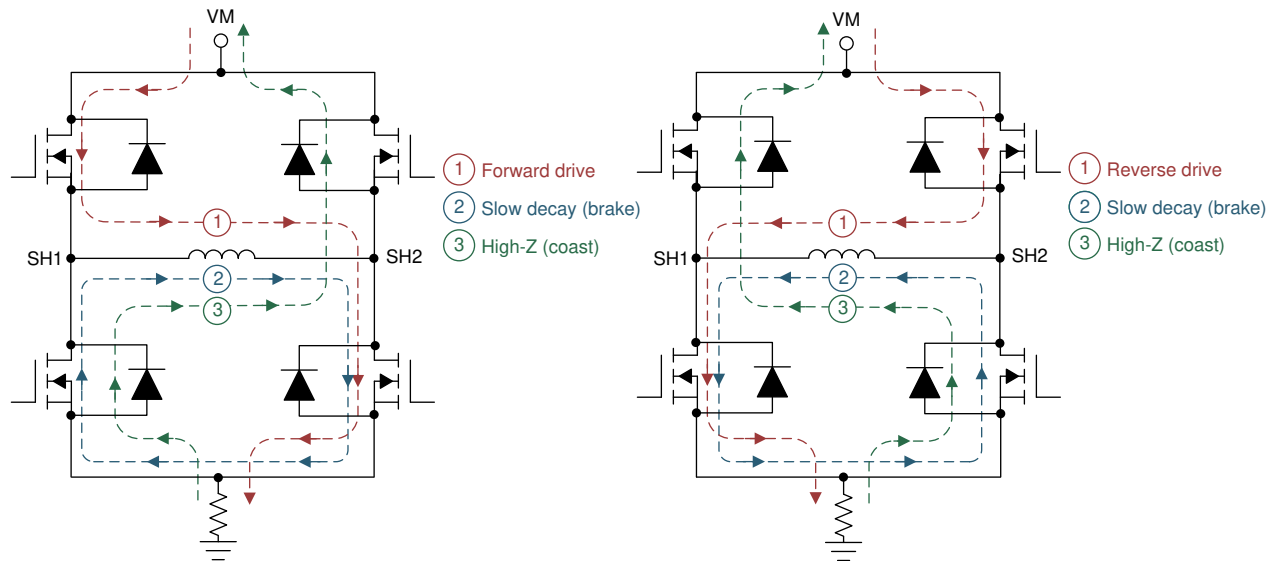 VM
1 Forward drive
2 Slow decay (brake)
3 High-Z (coast)
1
SH1
SH2
2
3
VM
1 Reverse drive
2 Slow decay (brake)
3 High-Z (coast)
1
SH1
SH2
2
3